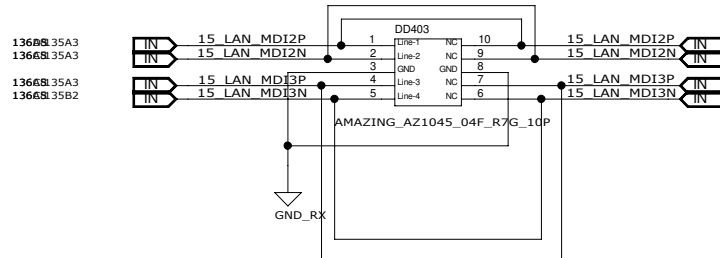 DD403
IN 15_LAN_MDI2P 1 Line-1 NC 10 15_LAN_MDI2P IN
IN 15_LAN_MDI2N 2 Line-2 NC 9 15_LAN_MDI2N IN
3 GND GND 8
IN 15_LAN_MDI3P 4 Line-3 NC 7 15_LAN_MDI3P IN
IN 15_LAN_MDI3N 5 Line-4 NC 6 15_LAN_MDI3N IN
AMAZING_AZ1045_04F_R7G_10P
GND_RX